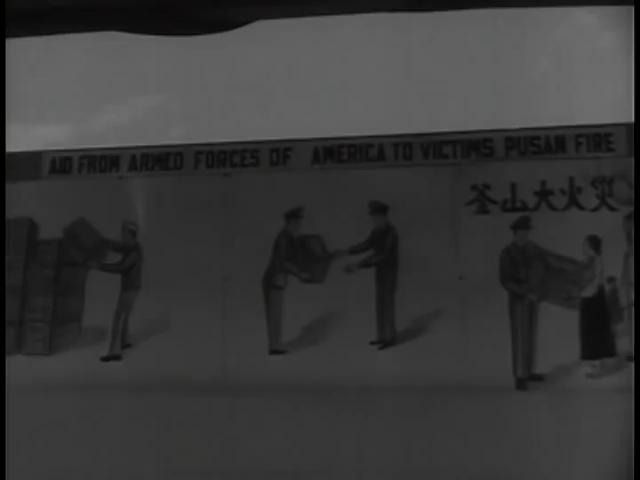 AID FROM ARMED FORCES OF AMERICA TO VICTIMS PUSAN FIRE
釜山大火災